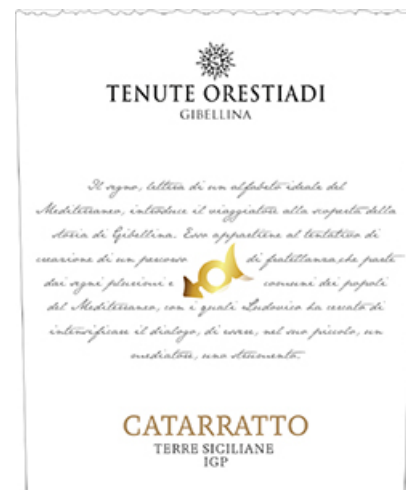 TENUTE ORESTIADI
GIBELLINA
Il segno, lettera di un alfabeto ideale del
Mediterraneo, introduce il viaggiatore alla scoperta della
storia di Gibellina. Esso appartiene al tentativo di
creazione di un percorso di fratellanza, che parte
dai segni plurimi e comuni dei popoli
del Mediterraneo, con i quali Ludovico ha cercato di
intensificare il dialogo, di essere, nel suo piccolo, un
mediatore, uno strumento.
CATARRATTO
TERRE SICILIANE
IGP